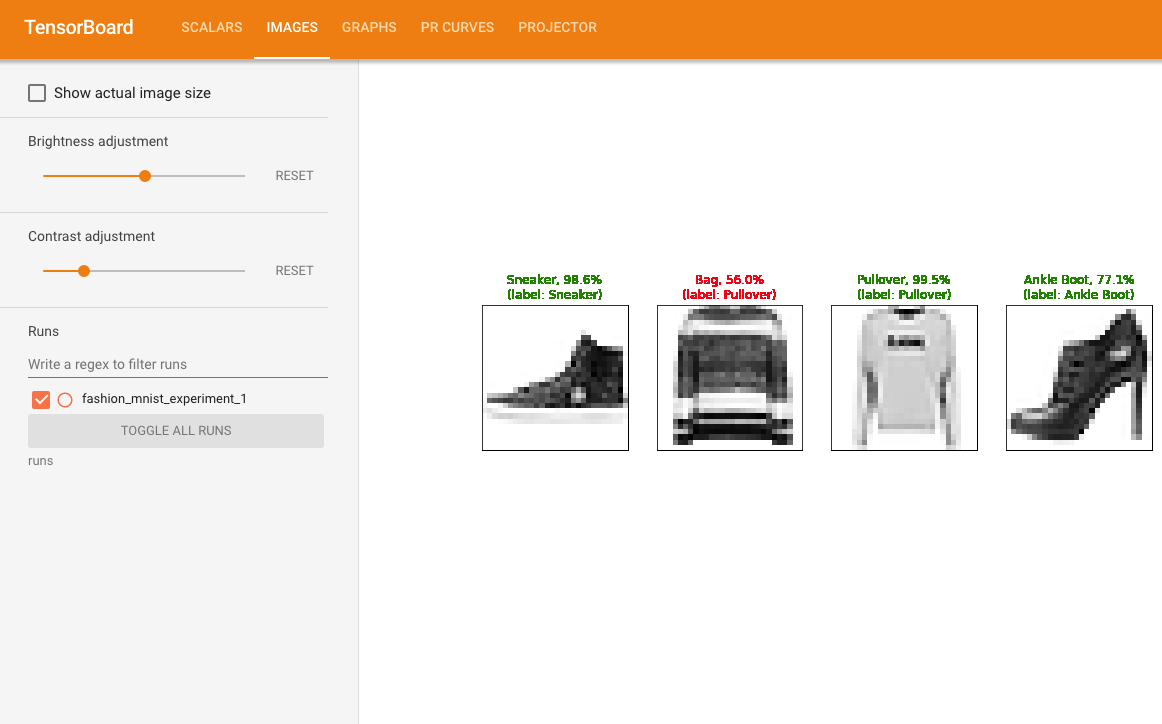 TensorBoard SCALARS IMAGES GRAPHS PR CURVES PROJECTOR
Show actual image size
Brightness adjustment
RESET
Contrast adjustment
RESET
Runs
Write a regex to filter runs
fashion_mnist_experiment_1
TOGGLE ALL RUNS
runs
Sneaker, 98.6%
(label: Sneaker)
Bag, 56.0%
(label: Pullover)
Pullover, 99.5%
(label: Pullover)
Ankle Boot, 77.1%
(label: Ankle Boot)